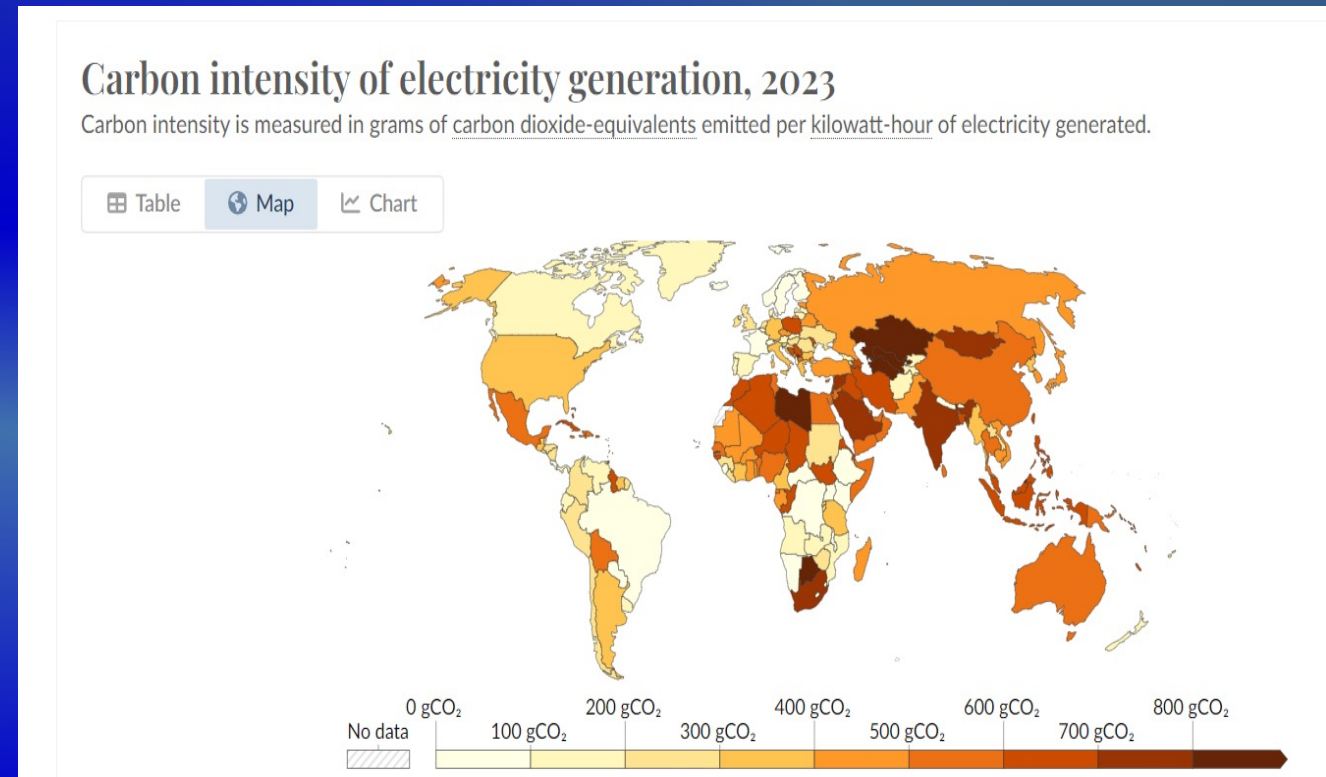 Carbon intensity of electricity generation, 2023
Carbon intensity is measured in grams of carbon dioxide-equivalents emitted per kilowatt-hour of electricity generated.
Table Map Chart
0 gCO₂ 200 gCO₂ 400 gCO₂ 600 gCO₂ 800 gCO₂
No data 100 gCO₂ 300 gCO₂ 500 gCO₂ 700 gCO₂